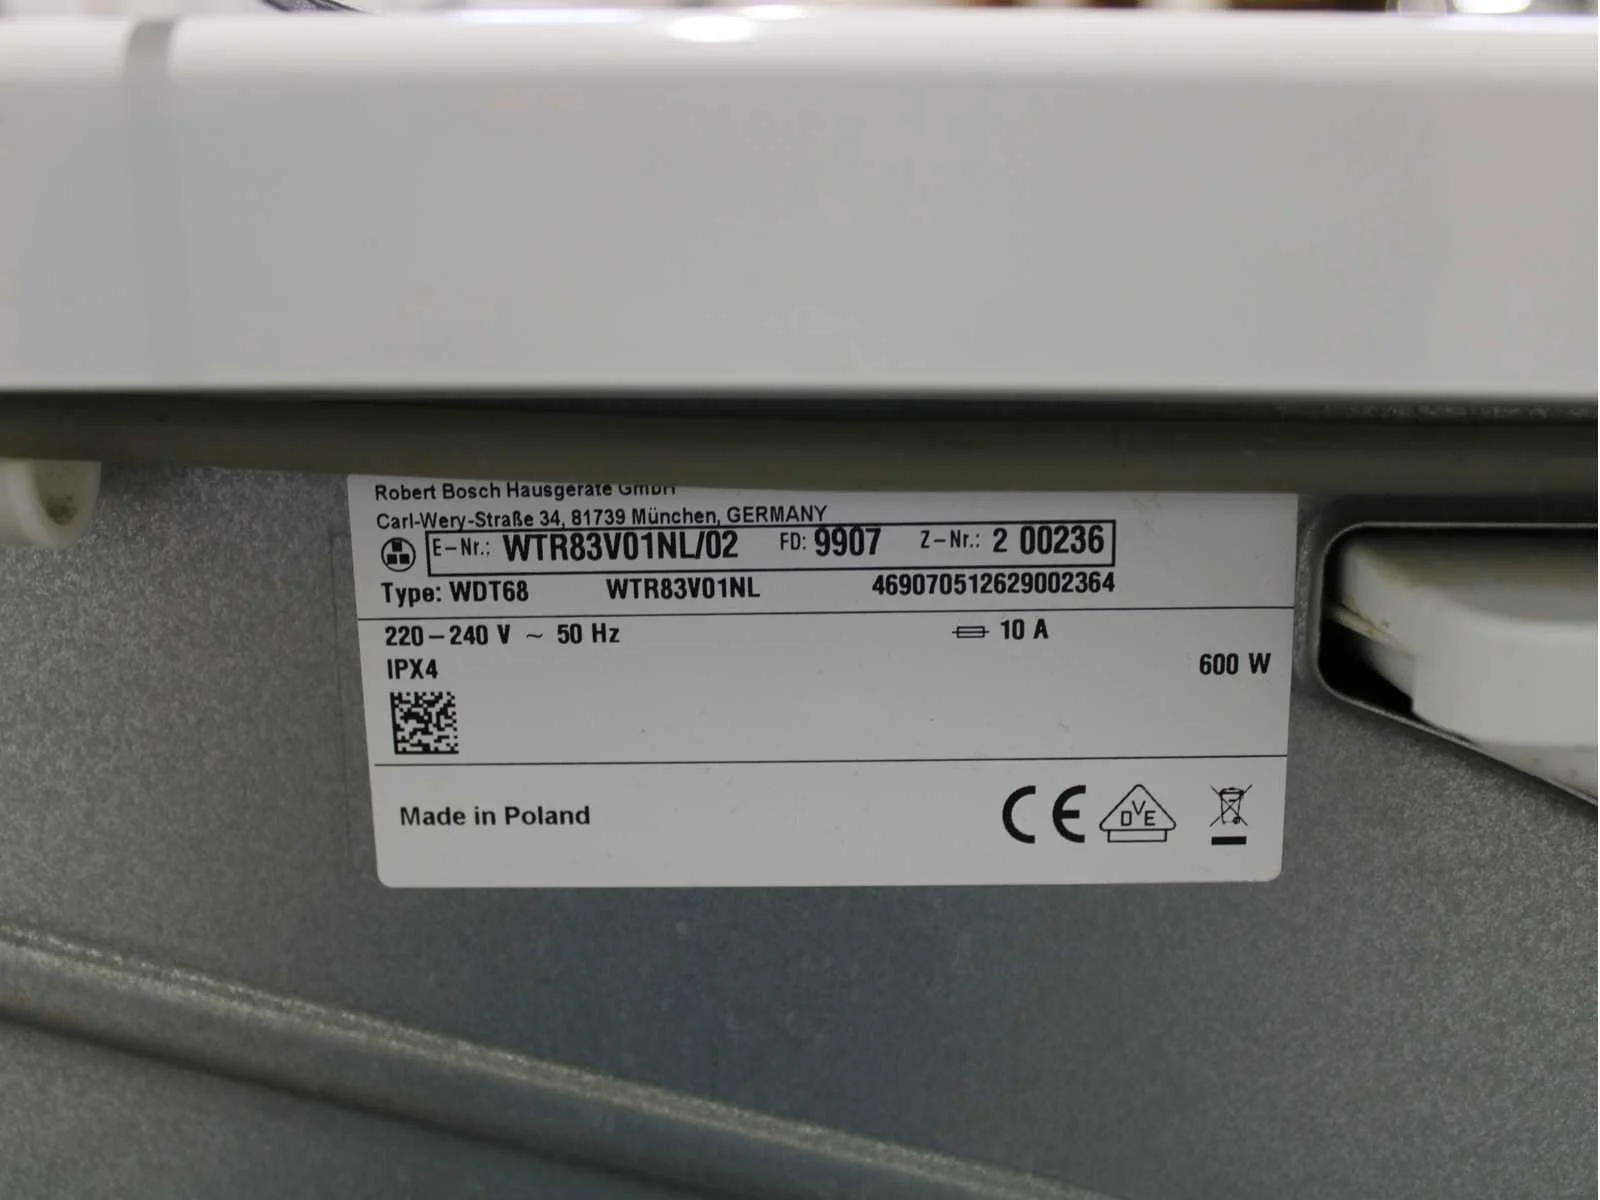 Robert Bosch Hausgeräte GmbH
Carl-Wery-Straße 34, 81739 München, GERMANY
E-Nr.: WTR83V01NL/02 FD: 9907 Z-Nr.: 2 00236
Type: WDT68 WTR83V01NL 469070512629002364
220-240 V ~ 50 Hz 10 A
IPX4 600 W
Made in Poland CE DVE